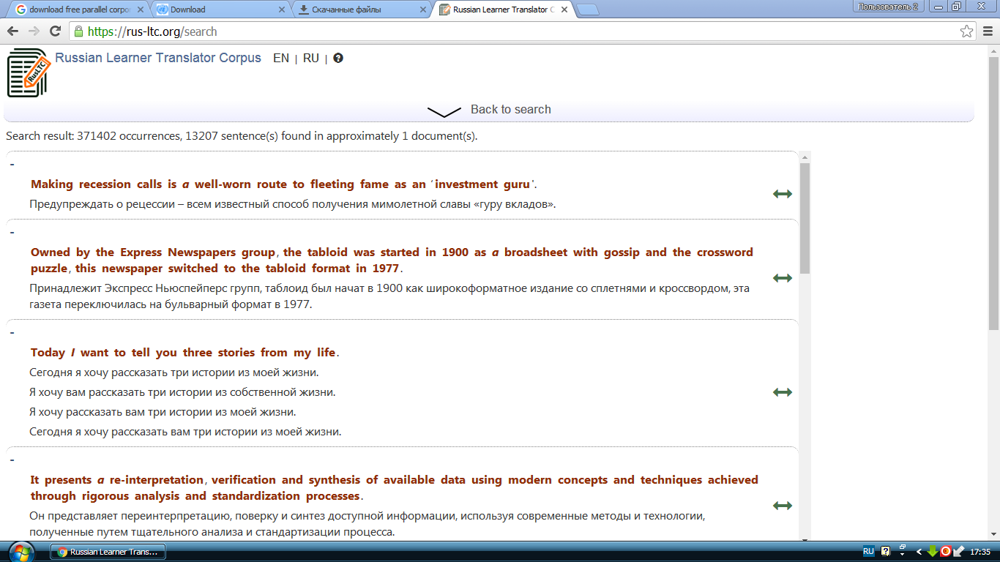 download free parallel corpo
Download
Скачанные файлы
Russian Learner Translator C
Пользователь 2
https://rus-ltc.org/search
RusLTC
Russian Learner Translator Corpus EN | RU |
Back to search
Search result: 371402 occurrences, 13207 sentence(s) found in approximately 1 document(s).
-
Making recession calls is a well-worn route to fleeting fame as an 'investment guru'.
Предупреждать о рецессии – всем известный способ получения мимолетной славы «гуру вкладов».
-
Owned by the Express Newspapers group, the tabloid was started in 1900 as a broadsheet with gossip and the crossword
puzzle, this newspaper switched to the tabloid format in 1977.
Принадлежит Экспресс Ньюспейперс групп, таблоид был начат в 1900 как широкоформатное издание со сплетнями и кроссвордом, эта
газета переключилась на бульварный формат в 1977.
-
Today I want to tell you three stories from my life.
Сегодня я хочу рассказать три истории из моей жизни.
Я хочу вам рассказать три истории из собственной жизни.
Я хочу рассказать вам три истории из моей жизни.
Сегодня я хочу рассказать вам три истории из моей жизни.
-
It presents a re-interpretation, verification and synthesis of available data using modern concepts and techniques achieved
through rigorous analysis and standardization processes.
Он представляет переинтерпретацию, поверку и синтез доступной информации, используя современные методы и технологии,
полученные путем тщательного анализа и стандартизации процесса.
Russian Learner Trans...
RU
17:35